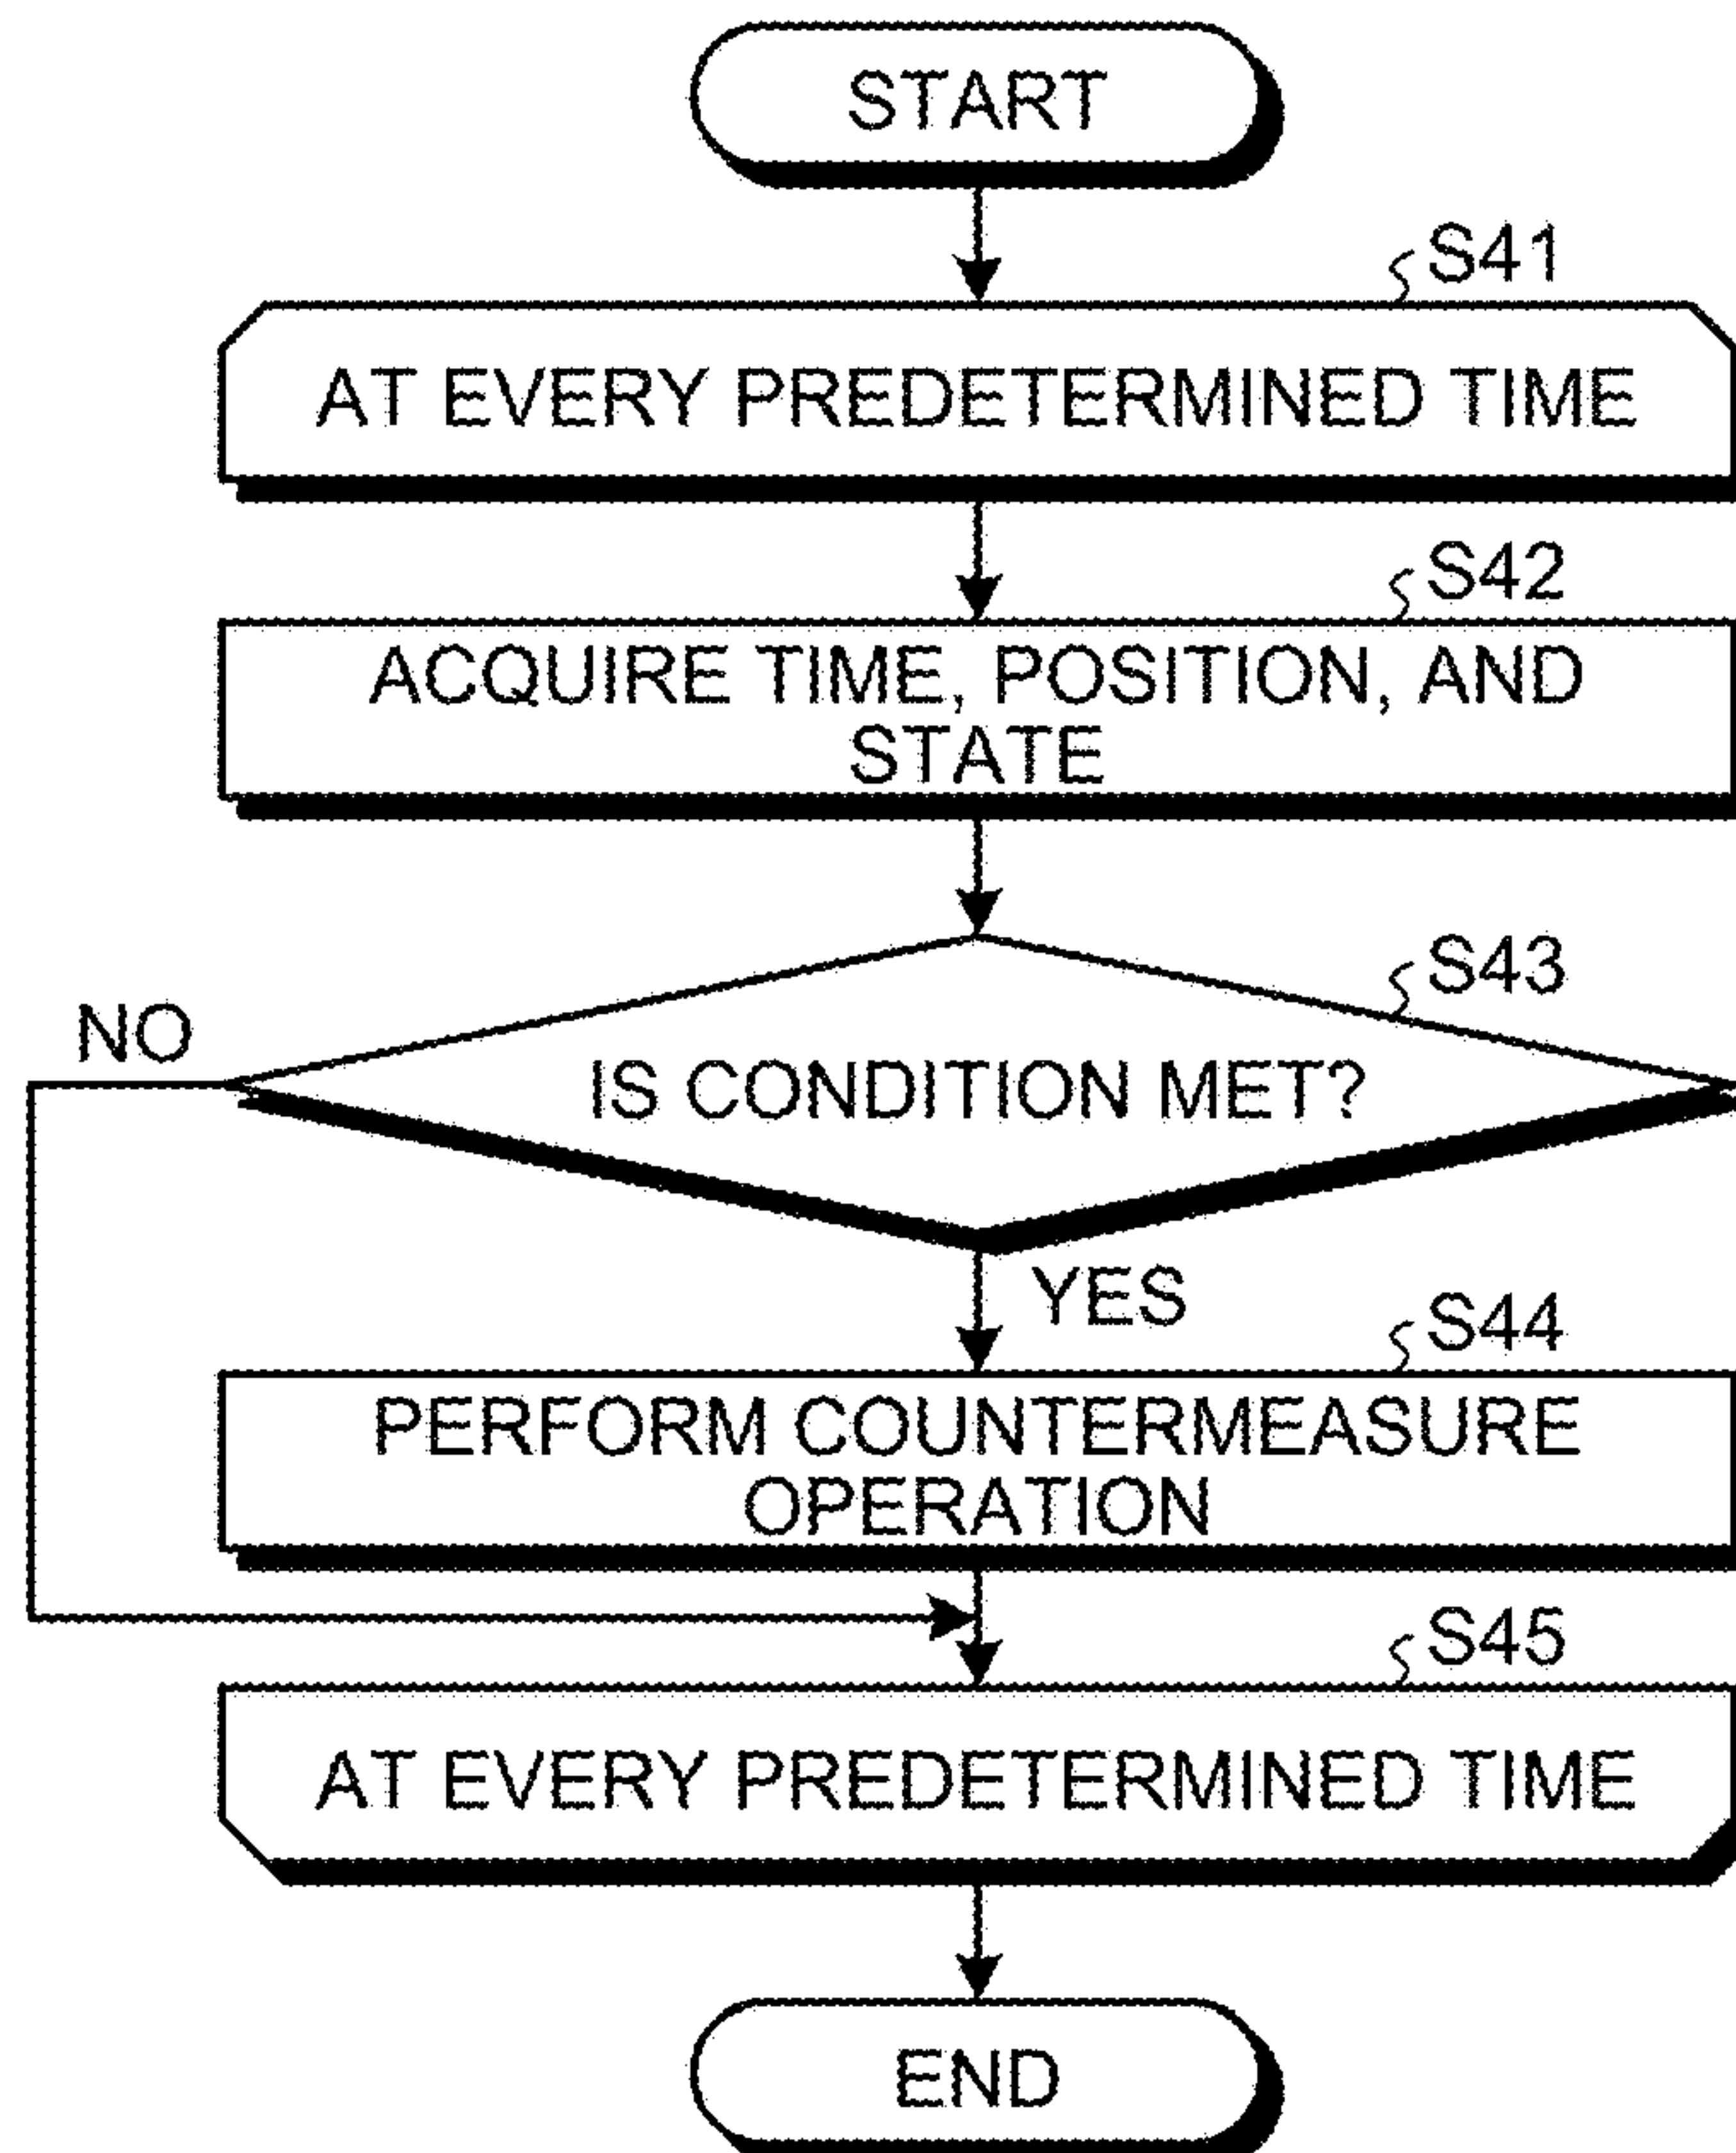 START
S41
AT EVERY PREDETERMINED TIME
S42
ACQUIRE TIME, POSITION, AND
STATE
S43
NO
IS CONDITION MET?
YES
S44
PERFORM COUNTERMEASURE
OPERATION
S45
AT EVERY PREDETERMINED TIME
END